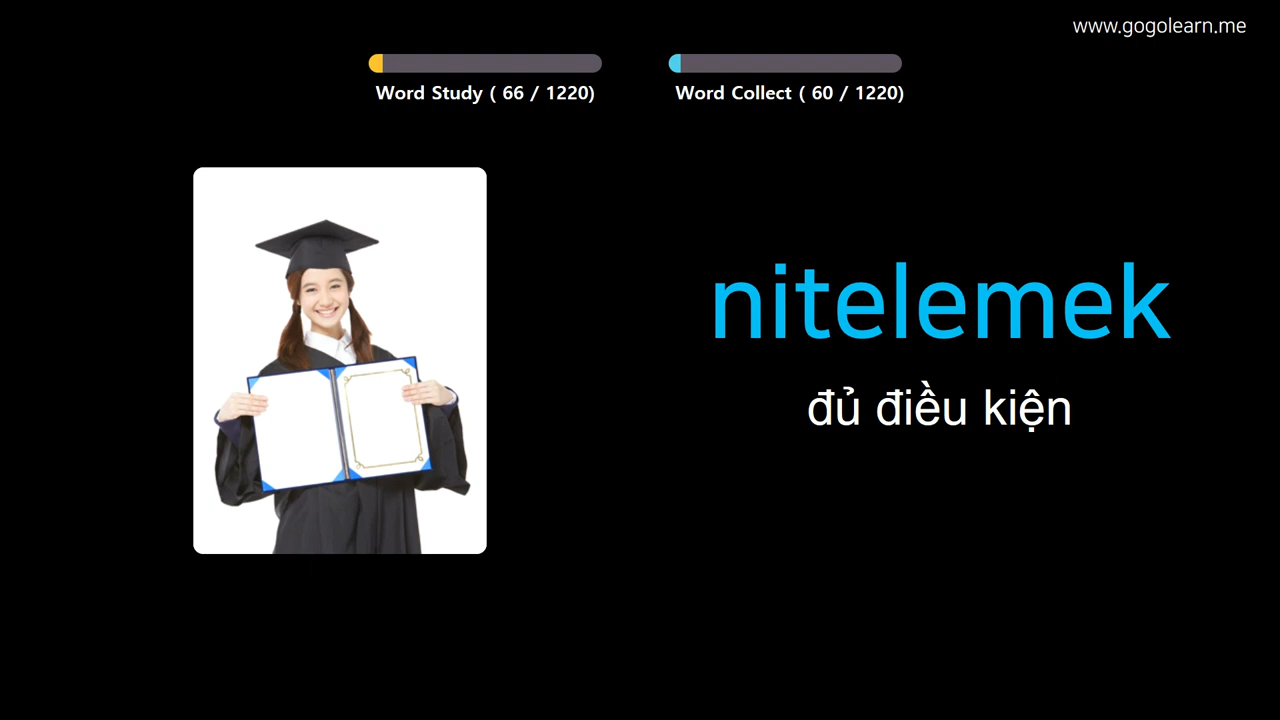 www.gogolearn.me
Word Study ( 66 / 1220)
Word Collect ( 60 / 1220)
nitelemek
đủ điều kiện